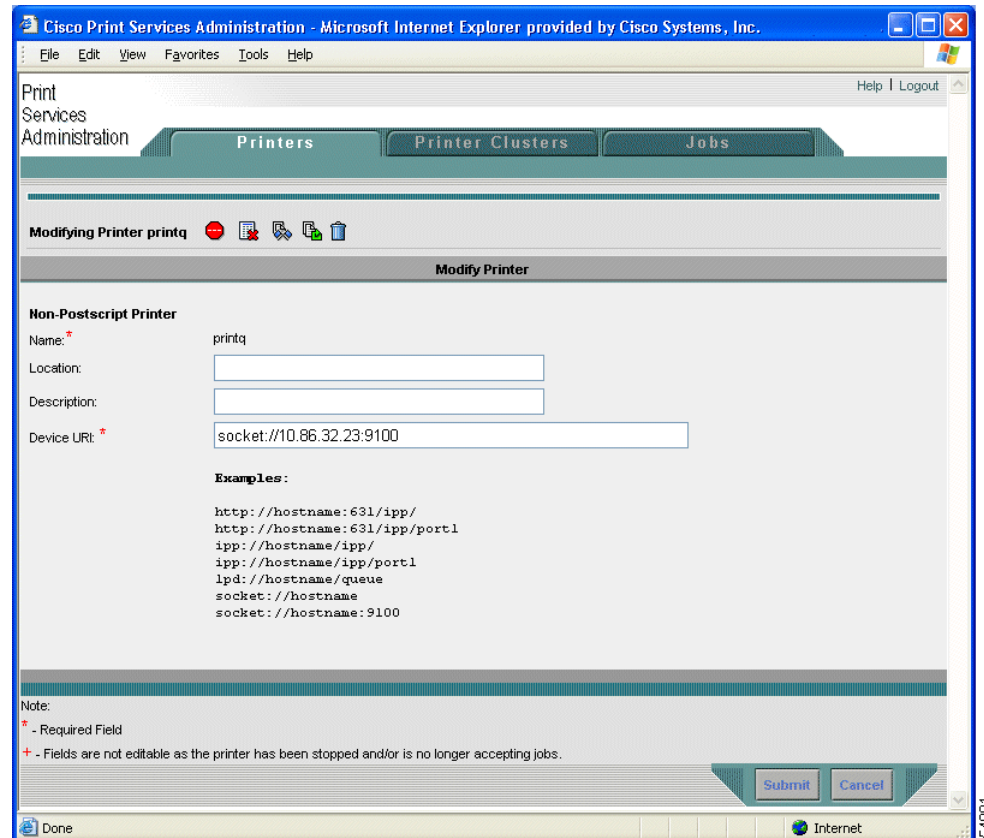 Cisco Print Services Administration - Microsoft Internet Explorer provided by Cisco Systems, Inc.
File Edit View Favorites Tools Help
Help | Logout
Print
Services
Administration
Printers Printer Clusters Jobs
Modifying Printer printq
Modify Printer
Non-Postscript Printer
Name:* printq
Location:
Description:
Device URI: * socket://10.86.32.23:9100
Examples:
http://hostname:631/ipp/
http://hostname:631/ipp/port1
ipp://hostname/ipp/
ipp://hostname/ipp/port1
lpd://hostname/queue
socket://hostname
socket://hostname:9100
Note:
* - Required Field
+ - Fields are not editable as the printer has been stopped and/or is no longer accepting jobs.
Submit Cancel
Done Internet